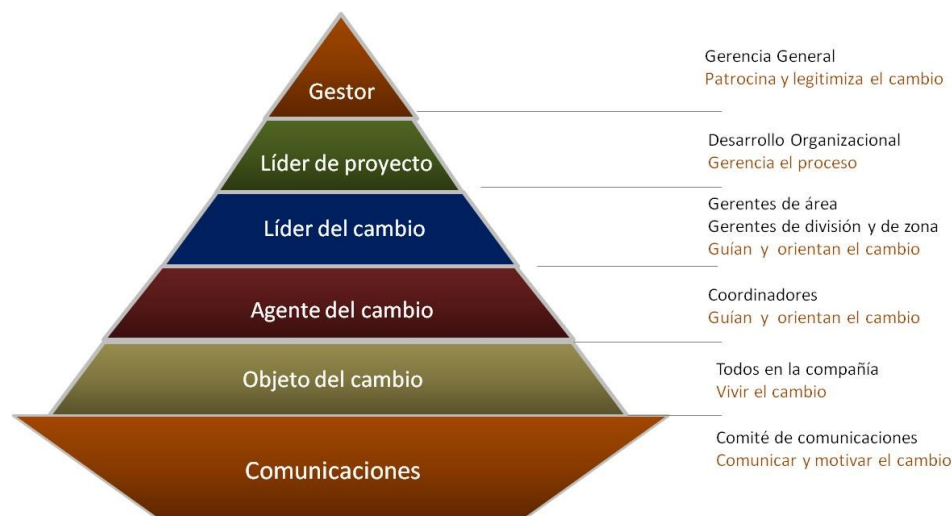 Gestor
Gerencia General
Patrocina y legitimiza el cambio
Líder de proyecto
Desarrollo Organizacional
Gerencia el proceso
Líder del cambio
Gerentes de área
Gerentes de división y de zona
Guían y orientan el cambio
Agente del cambio
Coordinadores
Guían y orientan el cambio
Objeto del cambio
Todos en la compañía
Vivir el cambio
Comunicaciones
Comité de comunicaciones
Comunicar y motivar el cambio